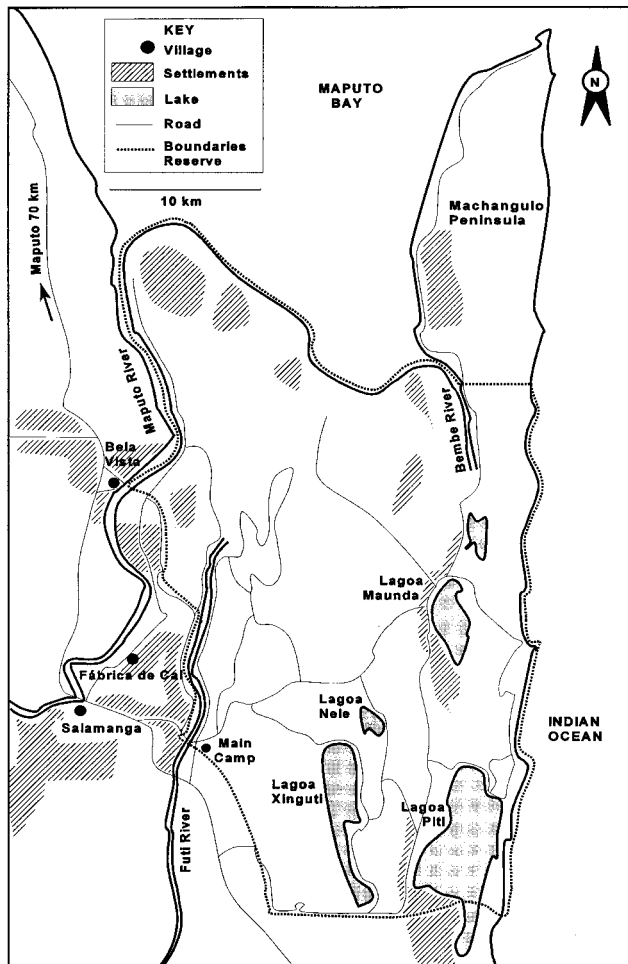 KEY
Village
Settlements
Lake
Road
Boundaries
Reserve
10 km
MAPUTO
BAY
N
Machangulo
Peninsula
Maputo 70 km
Maputo River
Bembe River
Bela
Vista
Lagoa
Maunda
Fábrica de Cal
Lagoa
Nele
Salamanga
Main
Camp
INDIAN
OCEAN
Lagoa
Xinguti
Lagoa
Piti
Futi River